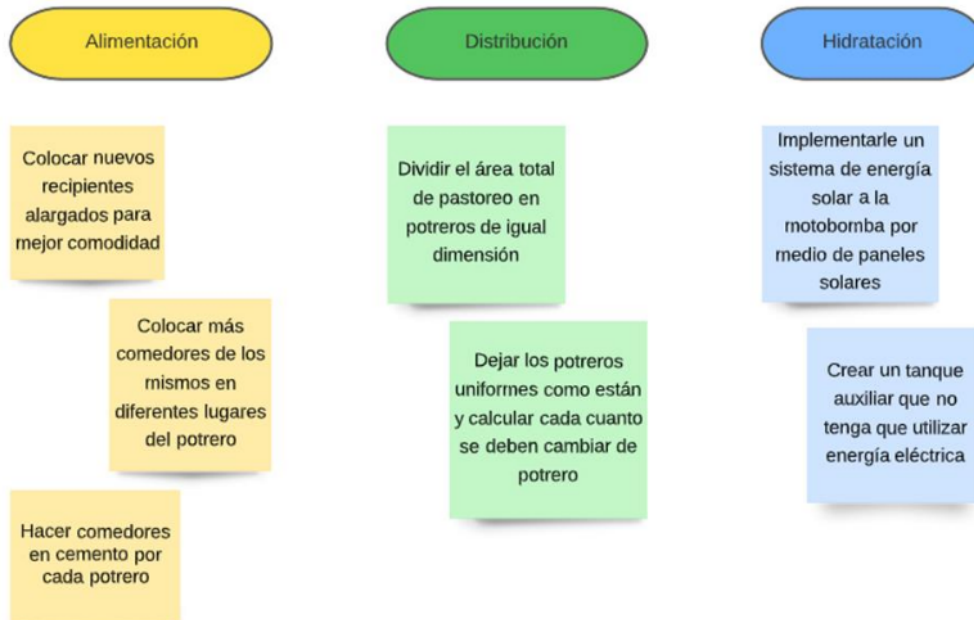 Alimentación
Distribución
Hidratación
Colocar nuevos
recipientes
alargados para
mejor comodidad
Colocar más
comedores de los
mismos en
diferentes lugares
del potrero
Hacer comedores
en cemento por
cada potrero
Dividir el área total
de pastoreo en
potreros de igual
dimensión
Dejar los potreros
uniformes como están
y calcular cada cuanto
se deben cambiar de
potrero
Implementarle un
sistema de energía
solar a la
motobomba por
medio de paneles
solares
Crear un tanque
auxiliar que no
tenga que utilizar
energía eléctrica